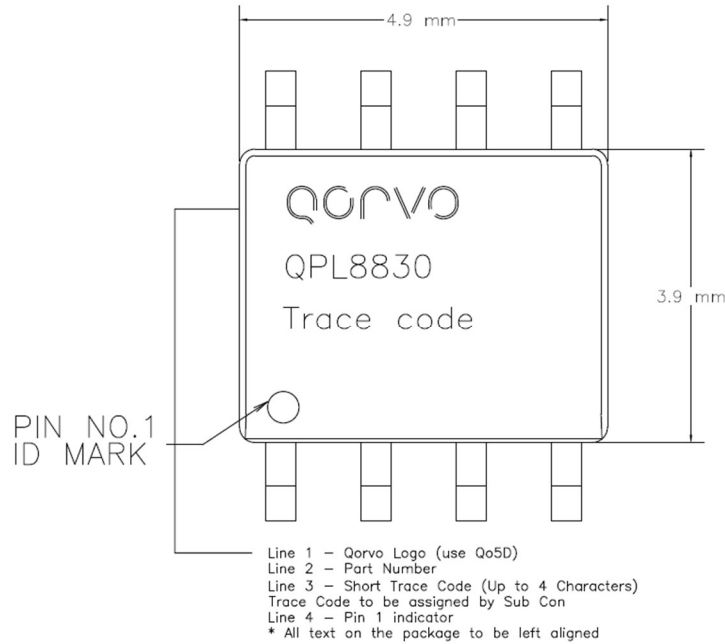 4.9 mm
QORVO
QPL8830
Trace code
3.9 mm
PIN NO.1
ID MARK
Line 1 – Qorvo Logo (use Qo5D)
Line 2 – Part Number
Line 3 – Short Trace Code (Up to 4 Characters)
Trace Code to be assigned by Sub Con
Line 4 – Pin 1 indicator
* All text on the package to be left aligned